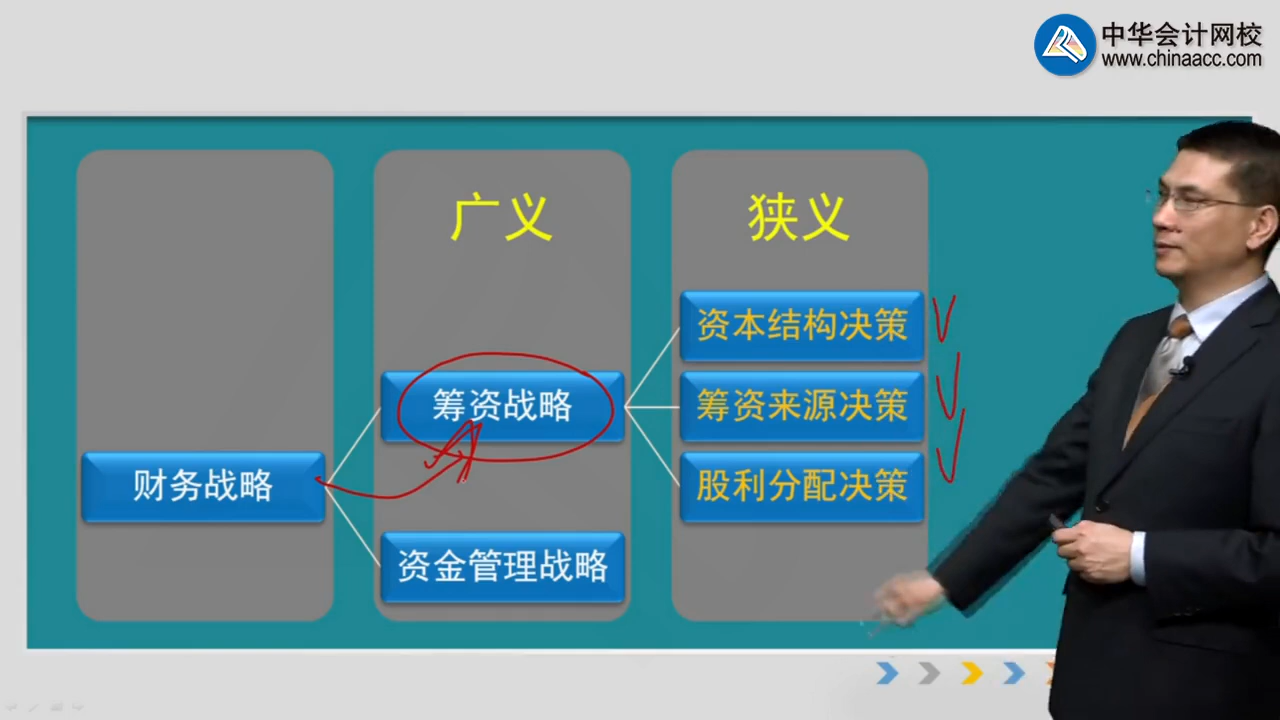 中华会计网校
www.chinaacc.com
广义
狭义
资本结构决策
筹资战略
筹资来源决策
财务战略
股利分配决策
资金管理战略